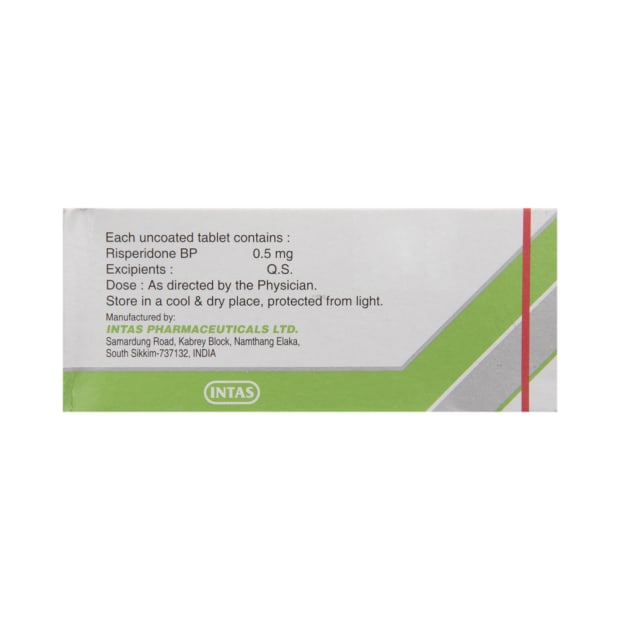 Each uncoated tablet contains :
Risperidone BP 0.5 mg
Excipients : Q.S.
Dose : As directed by the Physician.
Store in a cool & dry place, protected from light.
Manufactured by:
INTAS PHARMACEUTICALS LTD.
Samardung Road, Kabrey Block, Namthang Elaka,
South Sikkim-737132, INDIA
INTAS